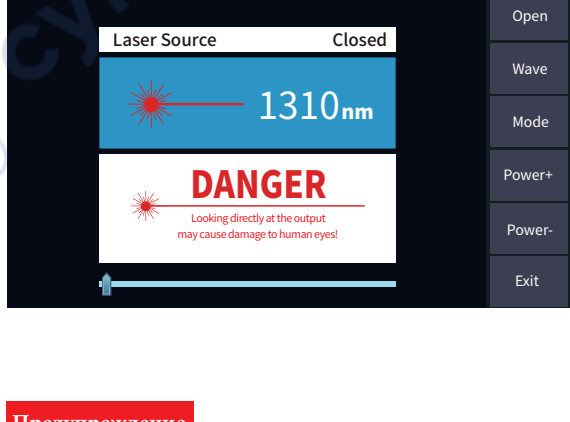 Laser Source Closed
1310nm
DANGER
Looking directly at the output
may cause damage to human eyes!
Open
Wave
Mode
Power+
Power-
Exit
Предупреждение